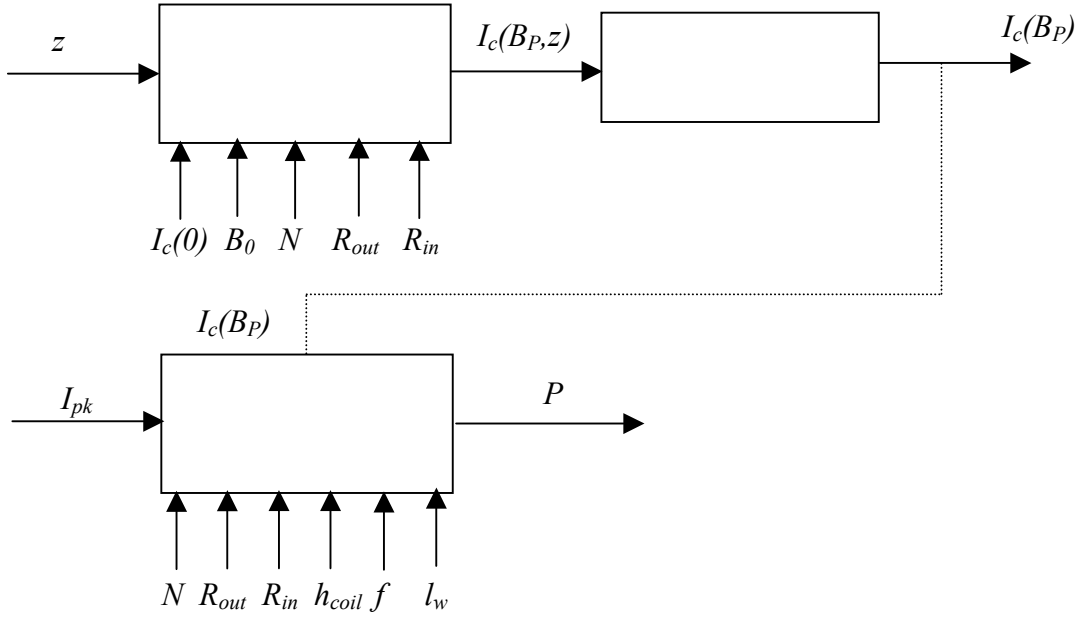 z
I_c(B_P,z)
I_c(B_P)
I_c(0) B_0 N R_out R_in
I_c(B_P)
I_pk
P
N R_out R_in h_coil f l_w